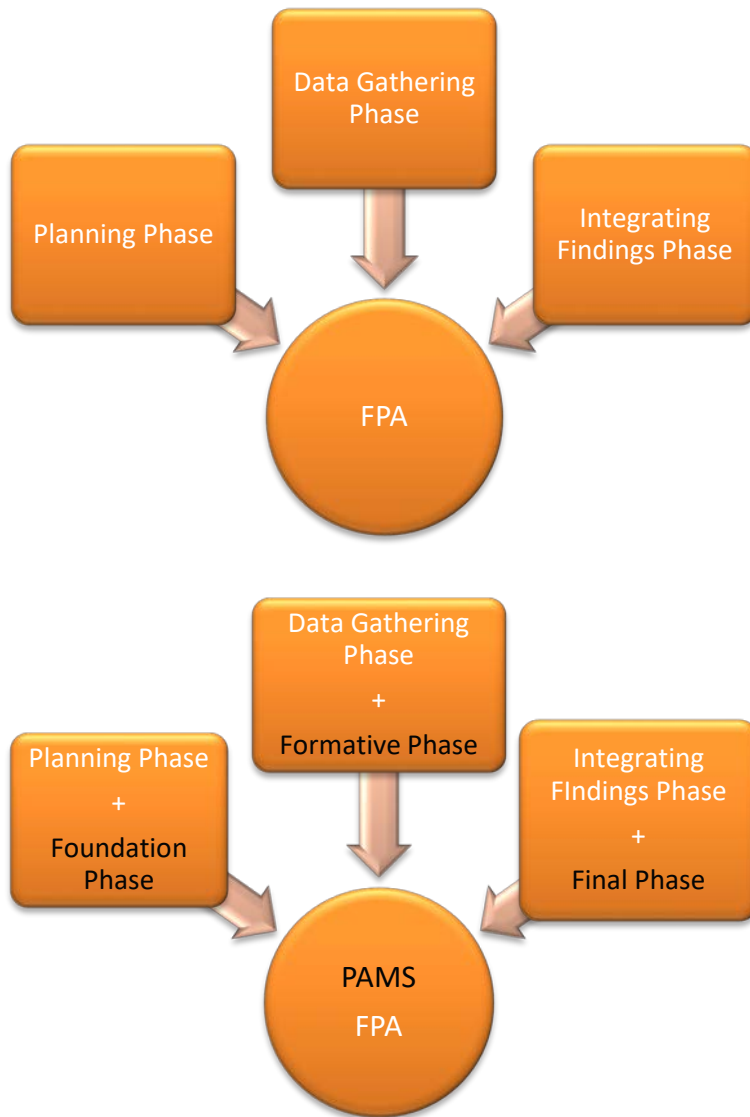 Data Gathering
Phase
Planning Phase
Integrating
Findings Phase
FPA
Data Gathering
Phase
+
Formative Phase
Planning Phase
+
Foundation
Phase
Integrating
FIndings Phase
+
Final Phase
PAMS
FPA